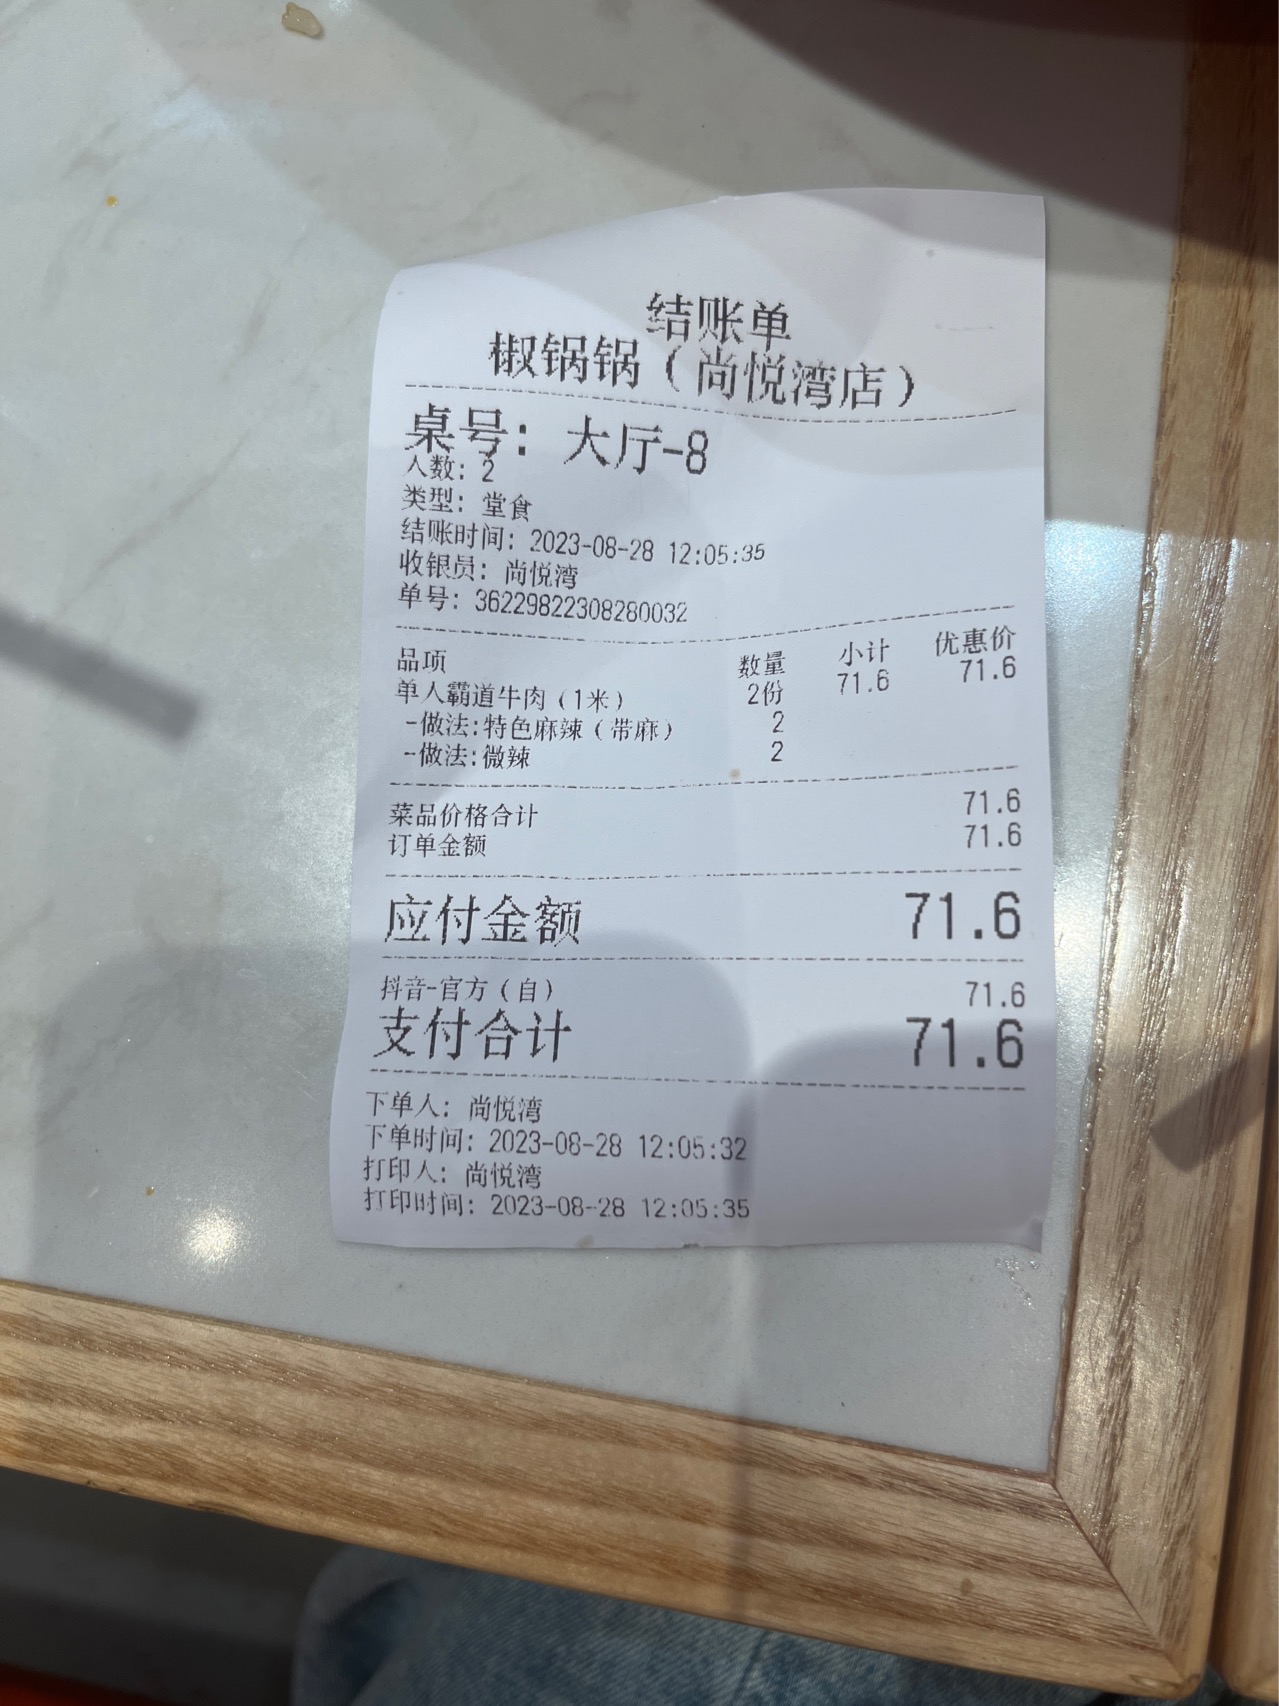 结账单
椒锅锅（尚悦湾店）
桌号：大厅-8
人数：2
类型：堂食
结账时间：2023-08-28 12:05:35
收银员：尚悦湾
单号：36229822308280032
品项 数量 小计 优惠价
单人霸道牛肉（1米） 2份 71.6 71.6
-做法:特色麻辣（带麻） 2
-做法:微辣 2
菜品价格合计 71.6
订单金额 71.6
应付金额 71.6
抖音-官方（自） 71.6
支付合计 71.6
下单人：尚悦湾
下单时间：2023-08-28 12:05:32
打印人：尚悦湾
打印时间：2023-08-28 12:05:35